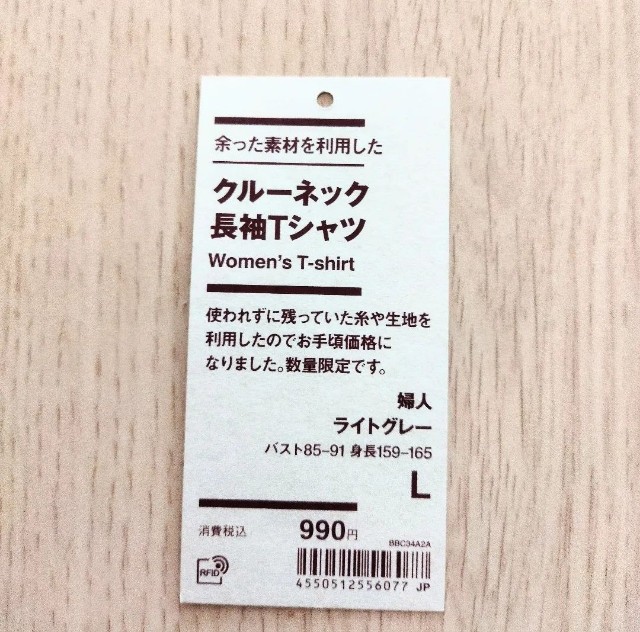 余った素材を利用した
クルーネック
長袖Tシャツ
Women's T-shirt
使われずに残っていた糸や生地を
利用したのでお手頃価格に
なりました。数量限定です。
婦人
ライトグレー
バスト85–91 身長159–165
L
消費税込 990円
BBC34A2A
RFID
4550512556077 JP